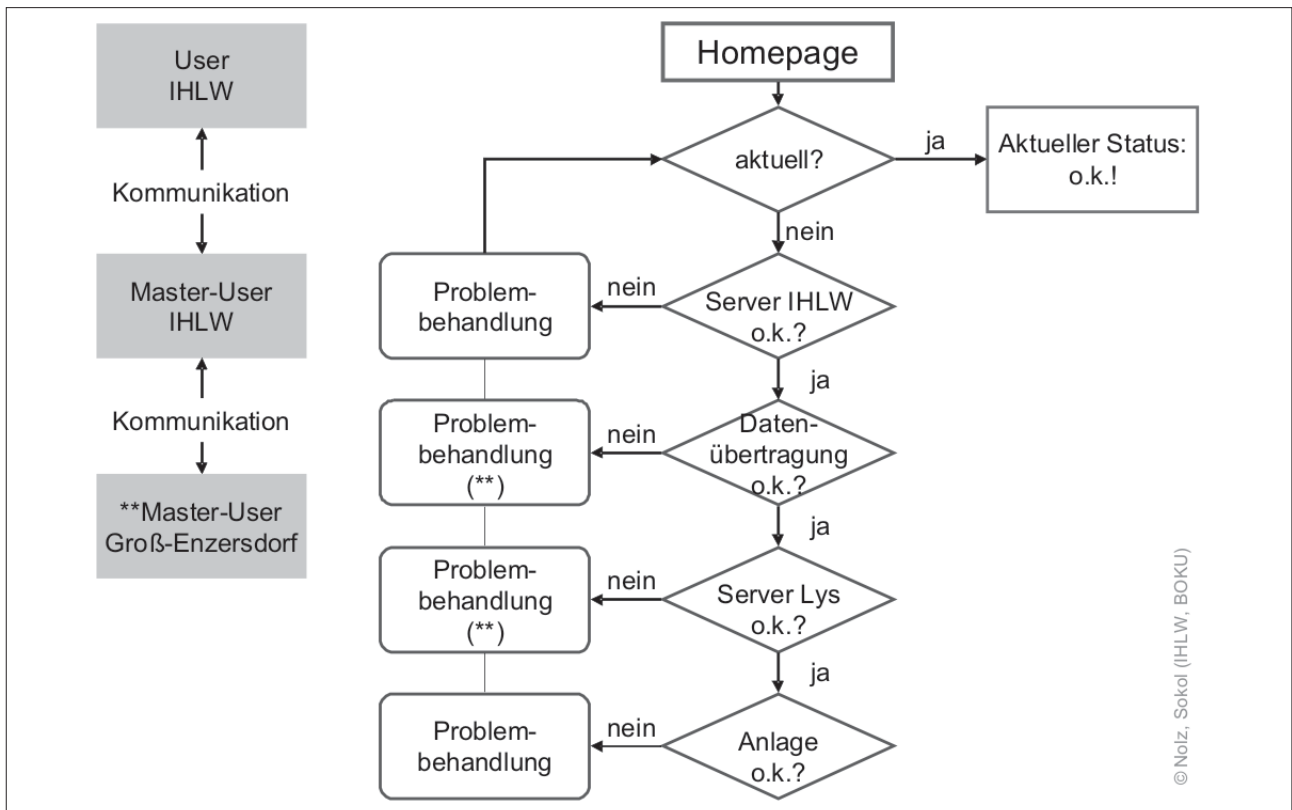 User
IHLW
Kommunikation
Master-User
IHLW
Kommunikation
**Master-User
Groß-Enzersdorf
Homepage
aktuell?
ja
Aktueller Status:
o.k.!
nein
Server IHLW
o.k.?
nein
Problem-
behandlung
ja
Daten-
übertragung
o.k.?
nein
Problem-
behandlung
(**)
ja
Server Lys
o.k.?
nein
Problem-
behandlung
(**)
ja
Anlage
o.k.?
nein
Problem-
behandlung
© Nolz, Sokol (IHLW, BOKU)